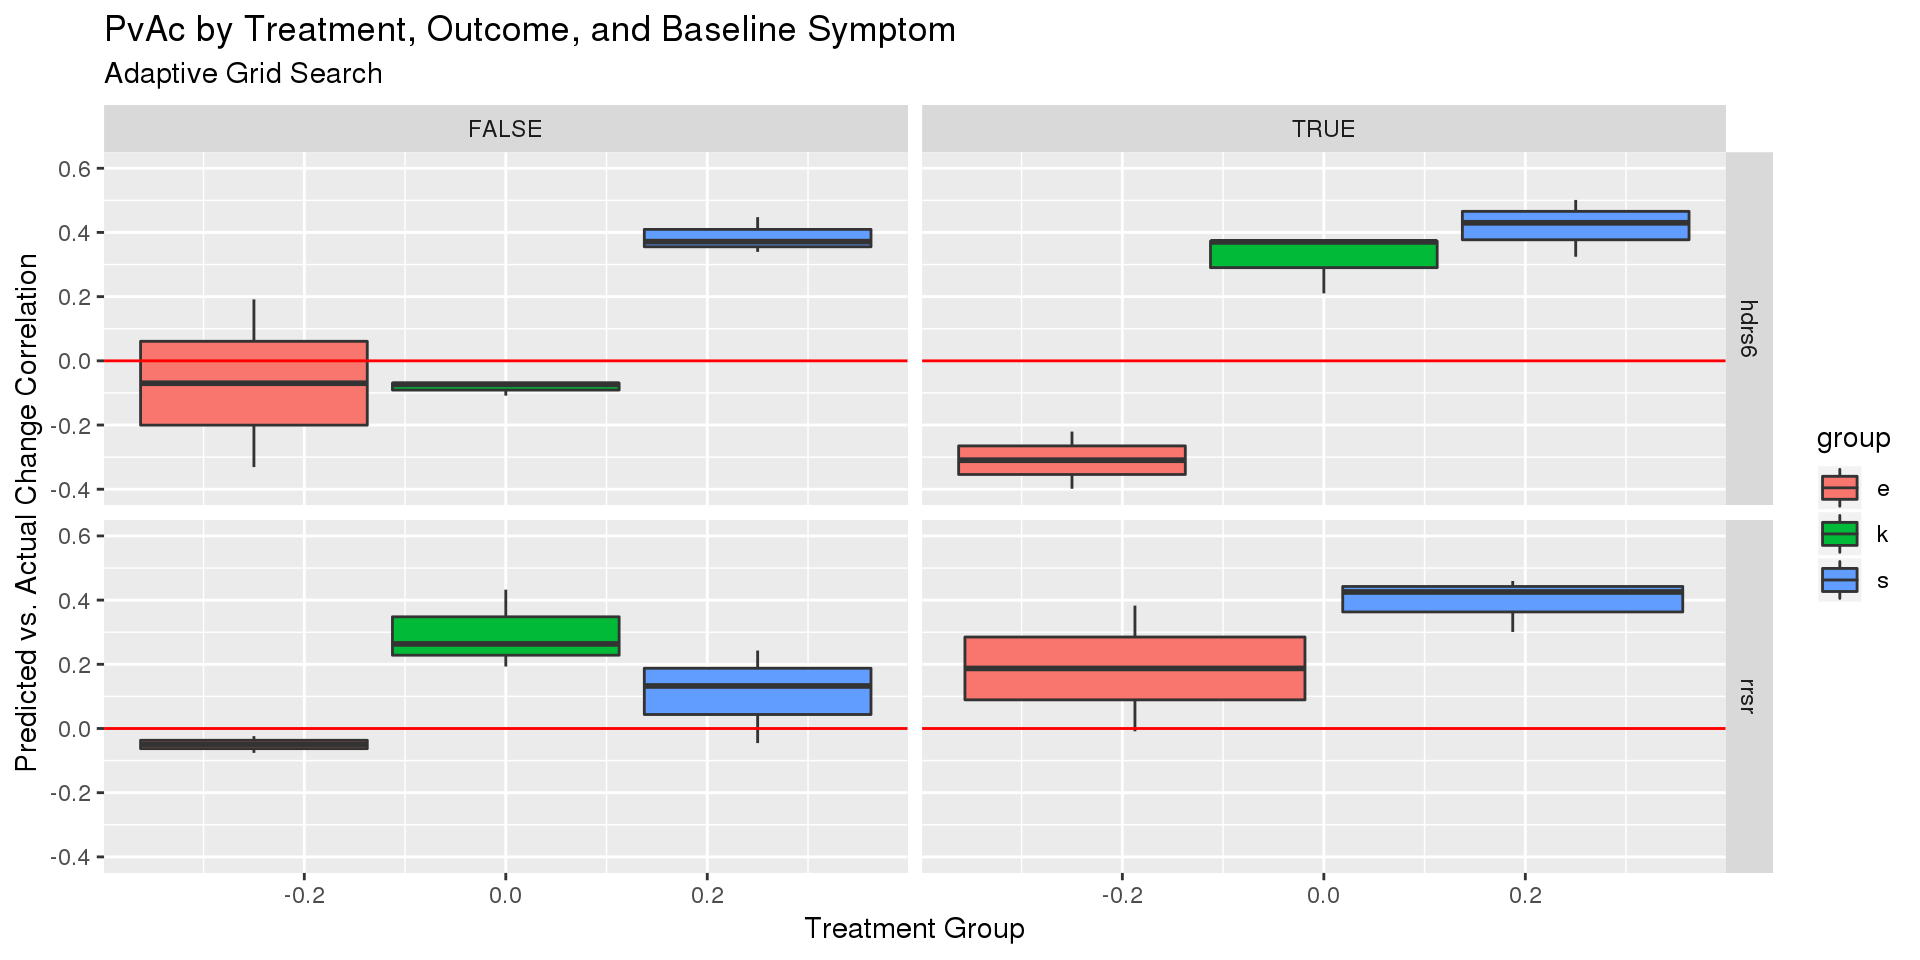 PvAc by Treatment, Outcome, and Baseline Symptom
Adaptive Grid Search
FALSE
TRUE
0.6
0.4
0.2
0.0
-0.2
-0.4
hdrs6
0.6
0.4
0.2
0.0
-0.2
-0.4
rrsr
Predicted vs. Actual Change Correlation
-0.2
0.0
0.2
-0.2
0.0
0.2
Treatment Group
group
e
k
s